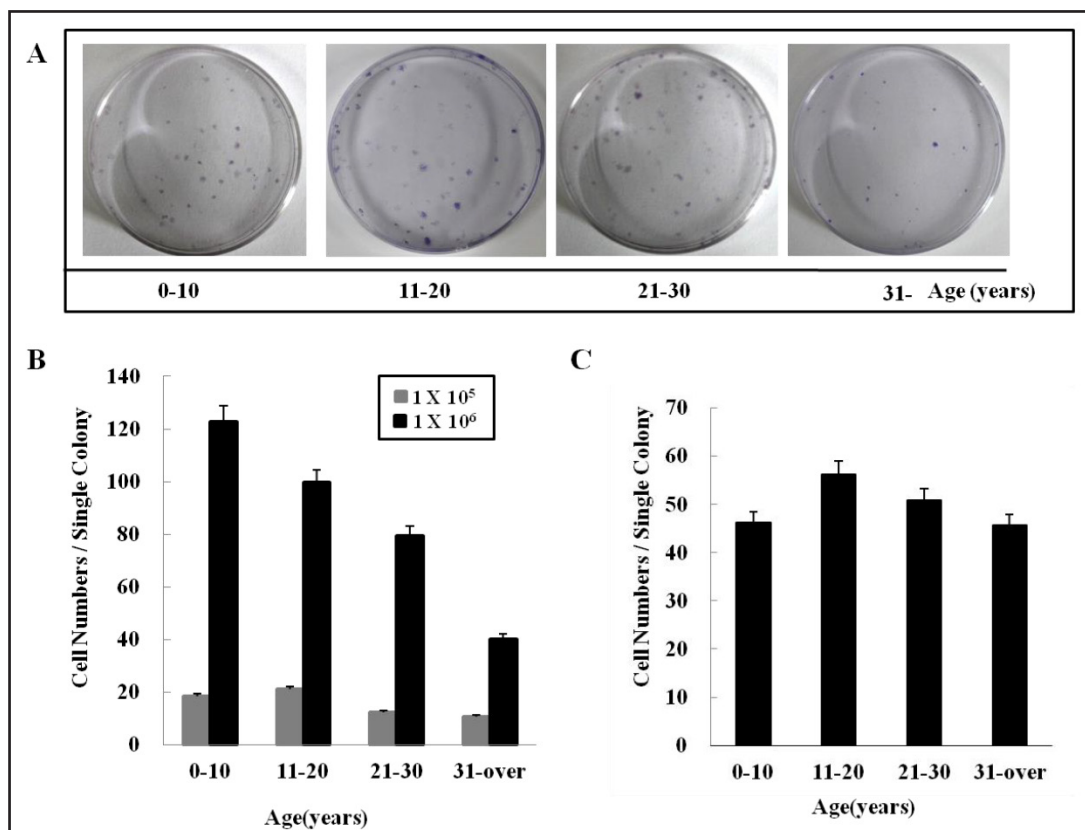 A
0-10 11-20 21-30 31- Age (years)
B
Cell Numbers / Single Colony
140
120
100
80
60
40
20
0
1 X 10⁵
1 X 10⁶
0-10 11-20 21-30 31-over
Age(years)
C
Cell Numbers / Single Colony
70
60
50
40
30
20
10
0
0-10 11-20 21-30 31-over
Age(years)